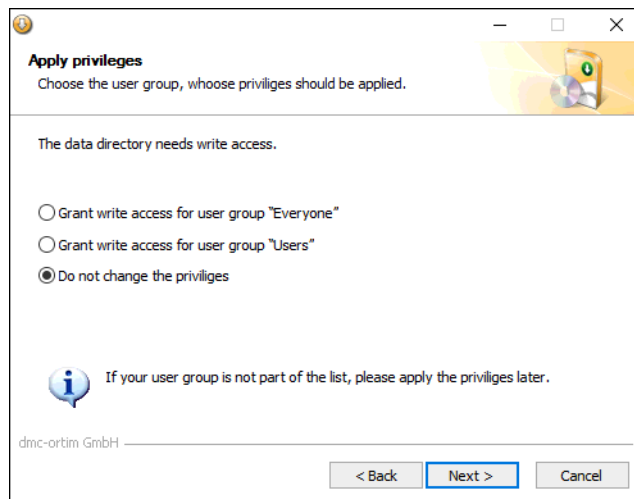 Apply privileges
Choose the user group, whoose priviliges should be applied.
The data directory needs write access.
Grant write access for user group "Everyone"
Grant write access for user group "Users"
Do not change the priviliges
If your user group is not part of the list, please apply the priviliges later.
dmc-ortim GmbH
< Back Next > Cancel